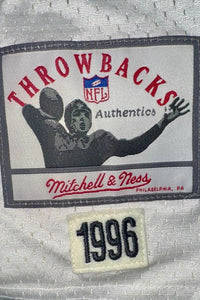 THROWBACKS
NFL
Authentics
Mitchell & Ness
PHILADELPHIA, PA
1996